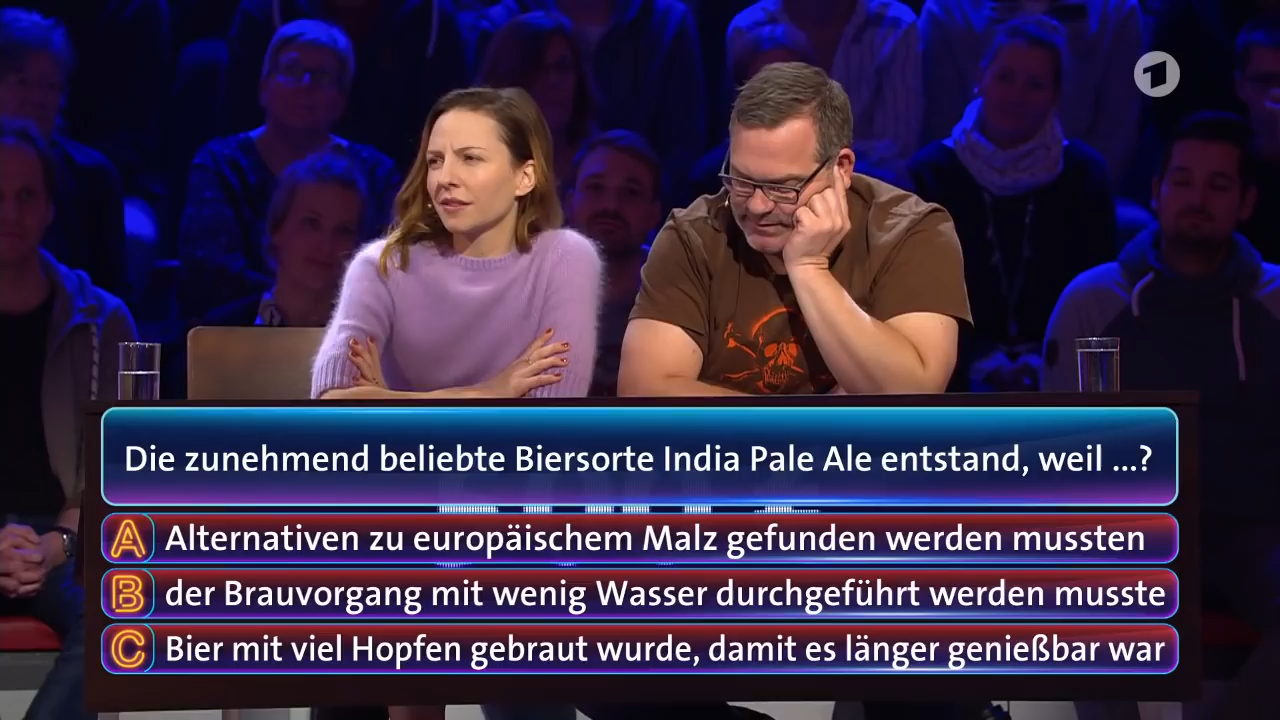 1
Die zunehmend beliebte Biersorte India Pale Ale entstand, weil ...?
A Alternativen zu europäischem Malz gefunden werden mussten
B der Brauvorgang mit wenig Wasser durchgeführt werden musste
C Bier mit viel Hopfen gebraut wurde, damit es länger genießbar war